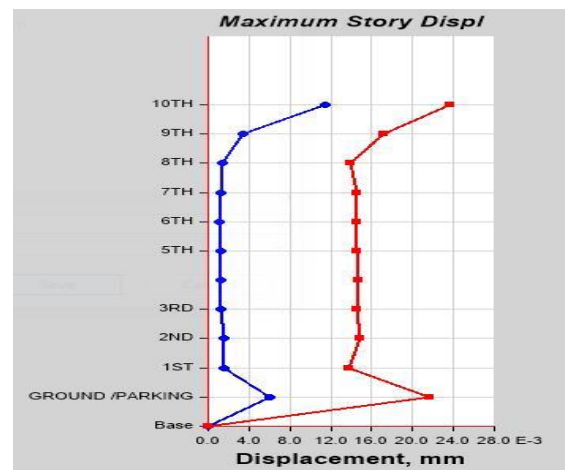 Maximum Story Displ
10TH
9TH
8TH
7TH
6TH
5TH
3RD
2ND
1ST
GROUND /PARKING
Base
0.0 4.0 8.0 12.0 16.0 20.0 24.0 28.0 E-3
Displacement, mm